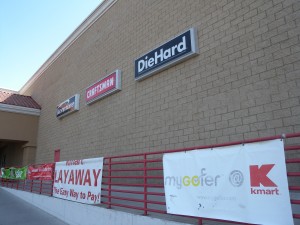 DieHard
CRAFTSMAN
LAYAWAY
The Easy Way to Pay!
mygofer @ K
kmart